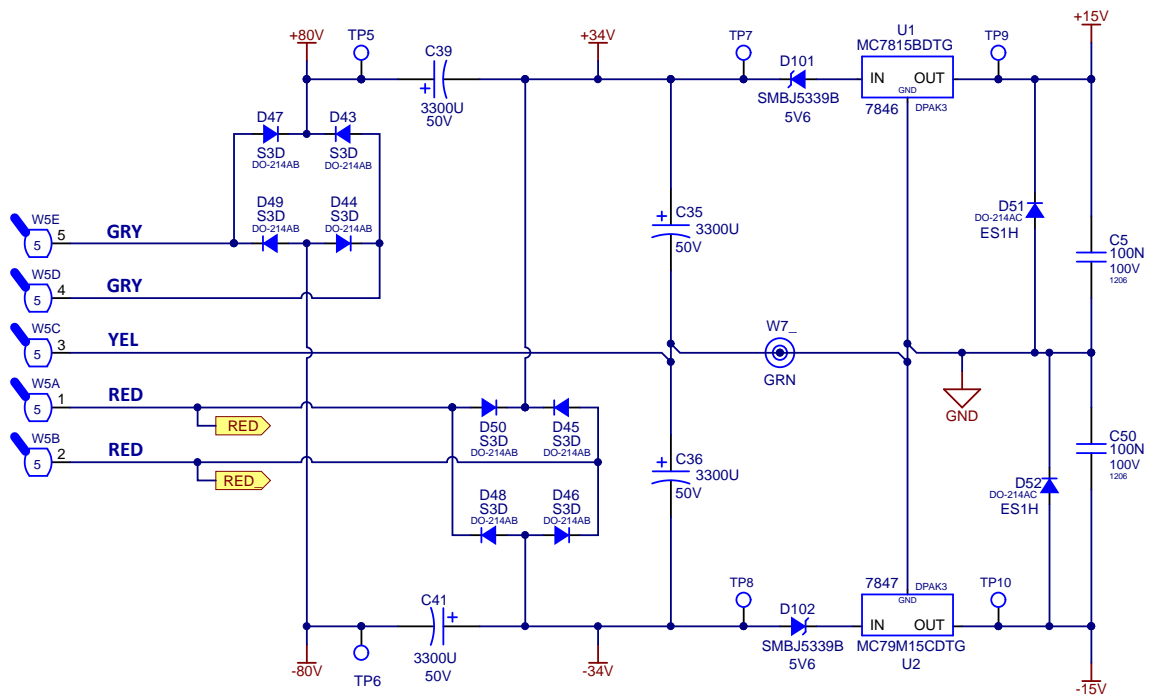 +80V
TP5
C39
+
3300U
50V
+34V
TP7
D101
SMBJ5339B
5V6
U1
MC7815BDTG
IN OUT
GND
7846
DPAK3
TP9
+15V
D47
S3D
DO-214AB
D43
S3D
DO-214AB
D49
S3D
DO-214AB
D44
S3D
DO-214AB
W5E
5
5
GRY
W5D
5
4
GRY
W5C
5
3
YEL
W5A
5
1
RED
RED
W5B
5
2
RED
RED_
+
C35
3300U
50V
D51
DO-214AC
ES1H
C5
100N
100V
1206
W7_
GRN
GND
D50
S3D
DO-214AB
D45
S3D
DO-214AB
D48
S3D
DO-214AB
D46
S3D
DO-214AB
+
C36
3300U
50V
D52
DO-214AC
ES1H
C50
100N
100V
1206
-80V
TP6
C41
+
3300U
50V
-34V
TP8
D102
SMBJ5339B
5V6
7847
DPAK3
GND
IN OUT
MC79M15CDTG
U2
TP10
-15V